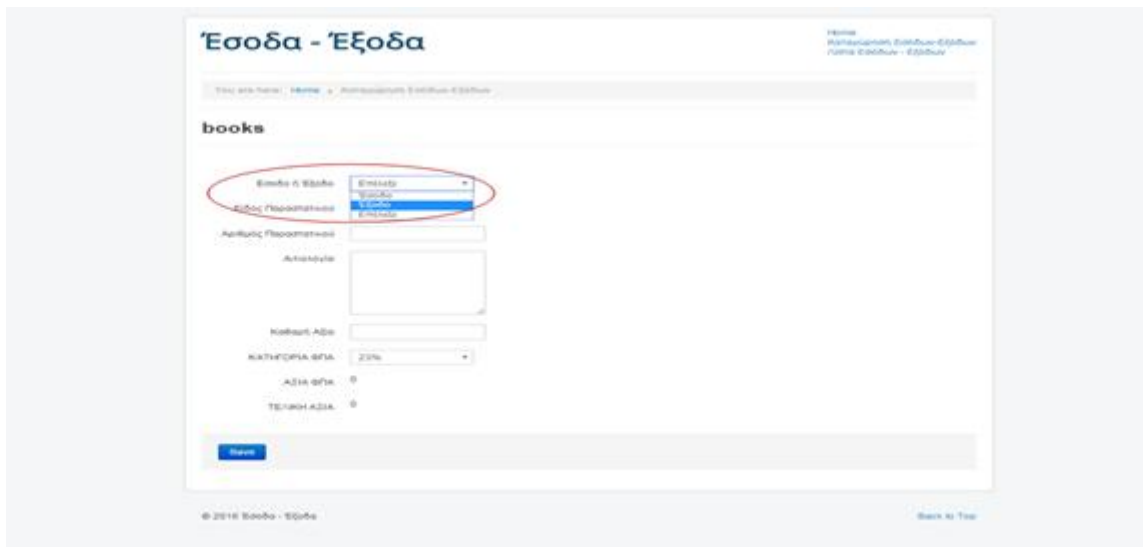 Έσοδα - Έξοδα
Home
Καταχώρηση Εσόδων-Εξόδων
Λίστα Εσόδων - Εξόδων
You are here: Home Καταχώρηση Εσόδων-Εξόδων
books
Έσοδο ή Έξοδο Επιλεξε
Έσοδο
Έξοδο
Επιλεξε
Είδος Παραστατικού
Αριθμός Παραστατικού
Αιτιολογία
Καθαρή Αξία
ΚΑΤΗΓΟΡΙΑ ΦΠΑ 23%
ΑΞΙΑ ΦΠΑ 0
ΤΕΛΙΚΗ ΑΞΙΑ 0
Save
© 2016 Έσοδα - Έξοδα
Back to Top